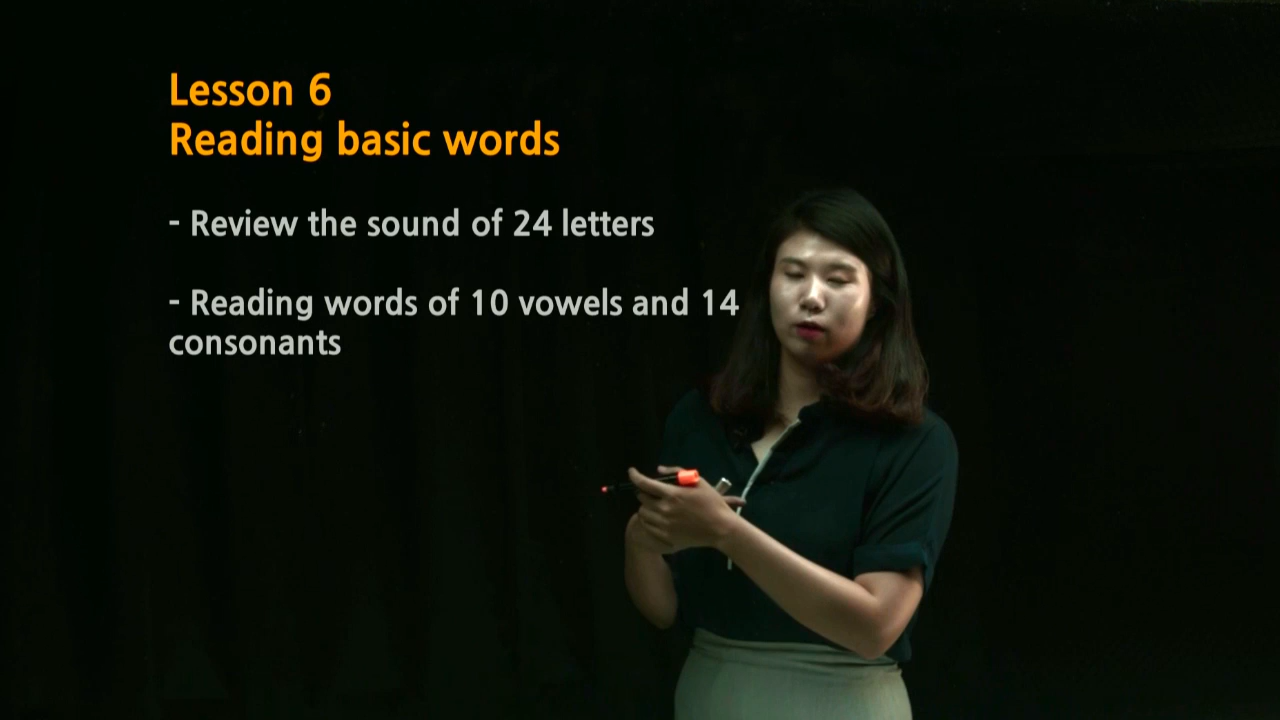 Lesson 6
Reading basic words
- Review the sound of 24 letters
- Reading words of 10 vowels and 14
consonants